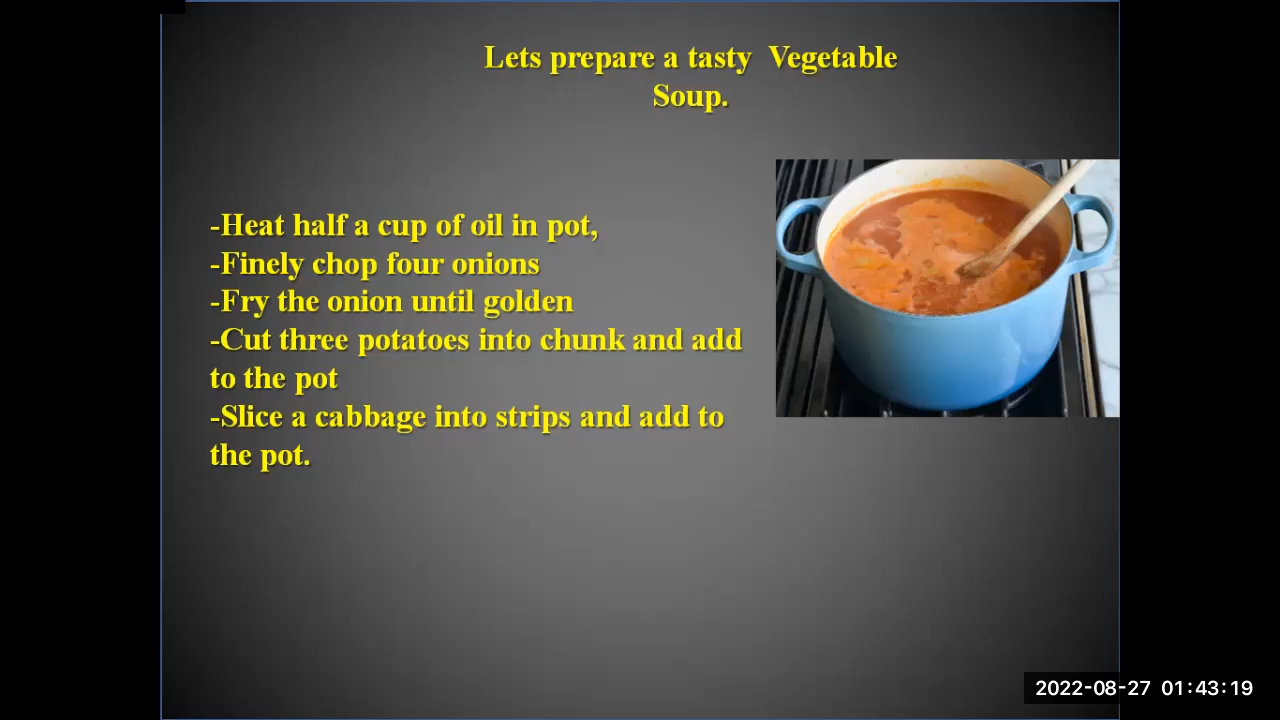 Lets prepare a tasty  Vegetable
Soup.
-Heat half a cup of oil in pot,
-Finely chop four onions
-Fry the onion until golden
-Cut three potatoes into chunk and add
to the pot
-Slice a cabbage into strips and add to
the pot.
2022-08-27 01:43:19